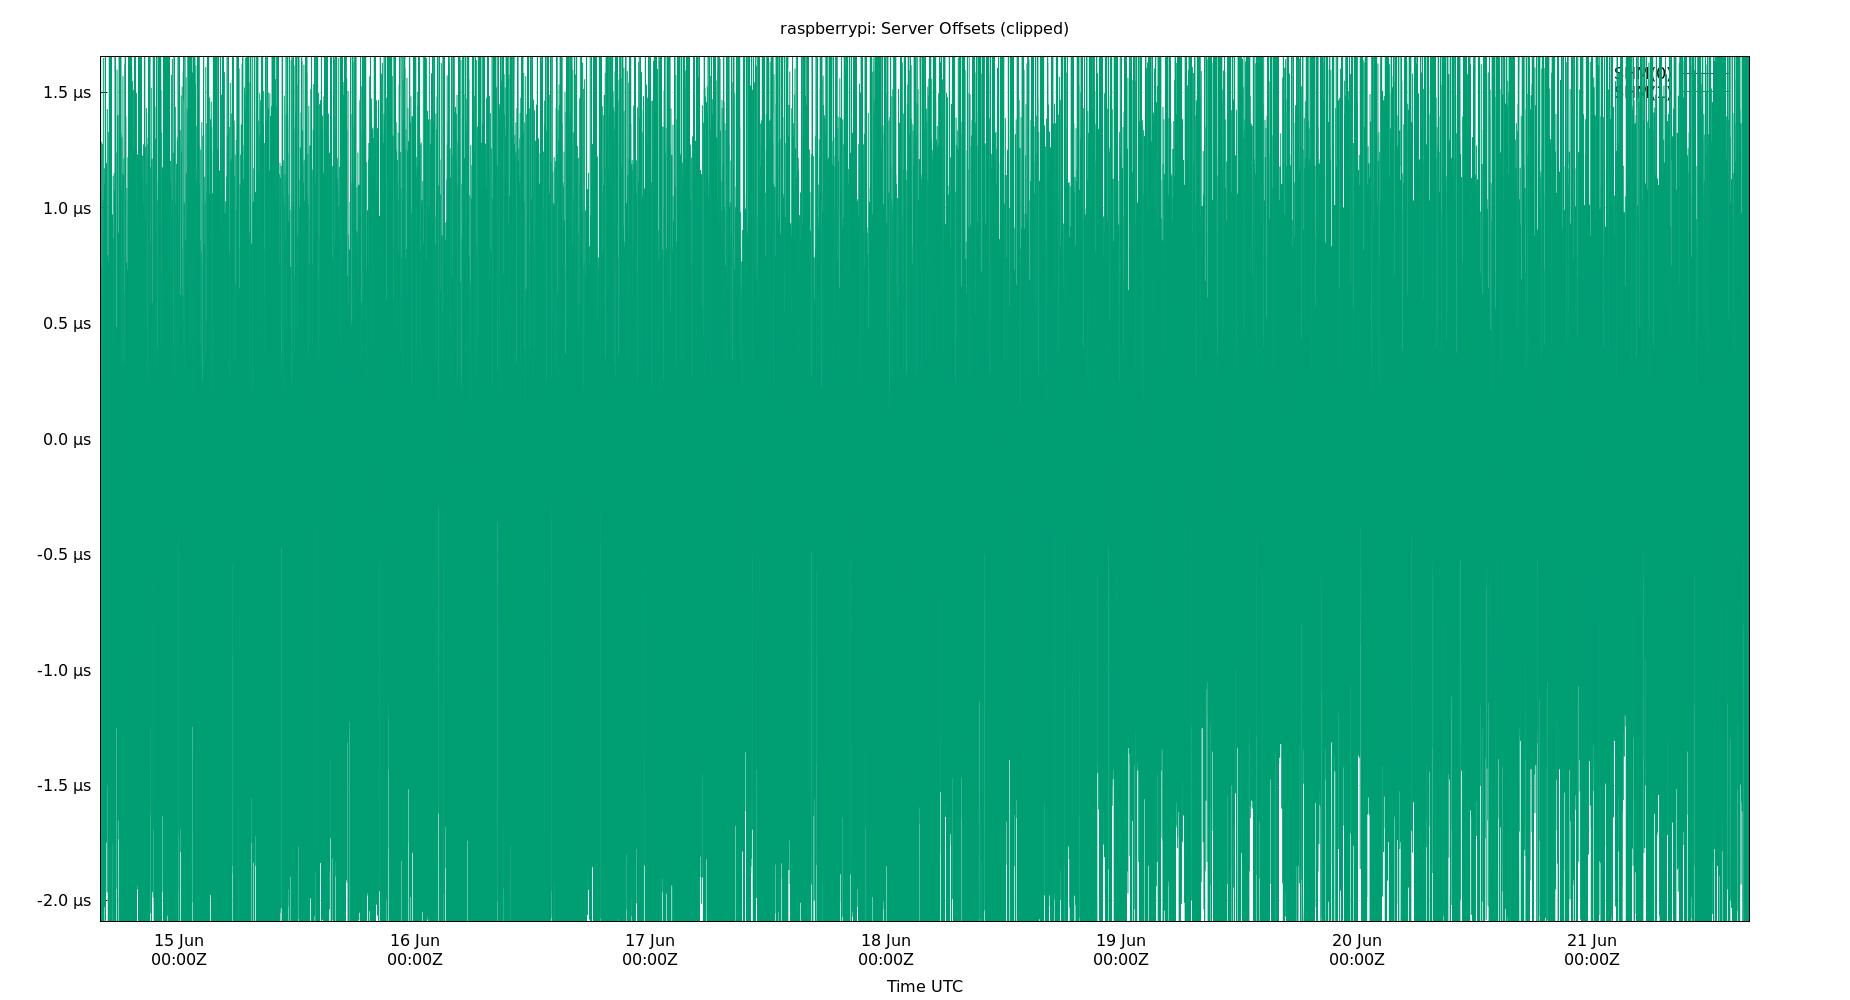 raspberrypi: Server Offsets (clipped)
SHM(0)
1.5 µs
1.0 µs
0.5 µs
0.0 µs
-0.5 µs
-1.0 µs
-1.5 µs
-2.0 µs
15 Jun 16 Jun 17 Jun 18 Jun 19 Jun 20 Jun 21 Jun
00:00Z 00:00Z 00:00Z 00:00Z 00:00Z 00:00Z 00:00Z
Time UTC